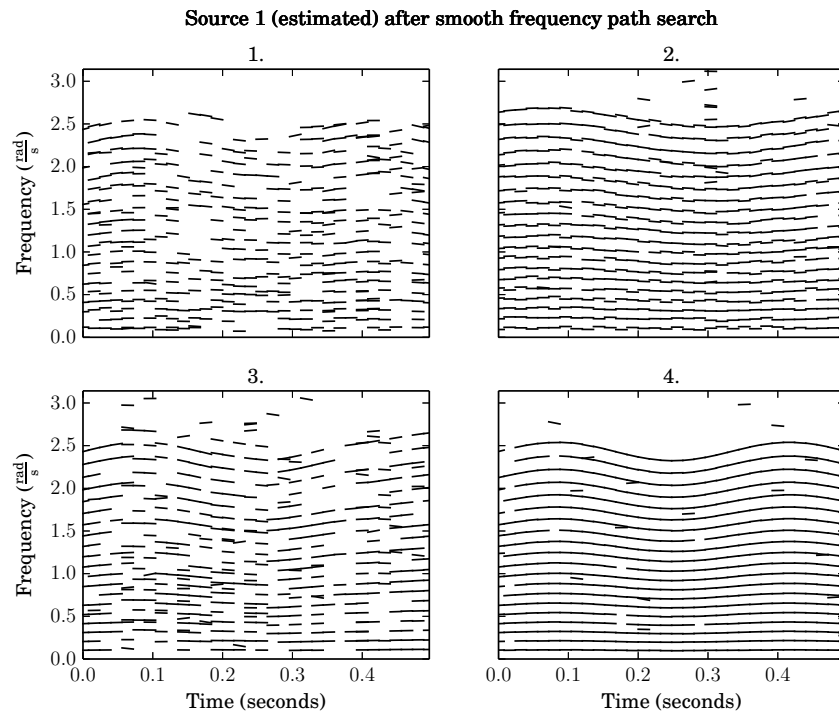 Source 1 (estimated) after smooth frequency path search
1.
2.
3.0
2.5
2.0
1.5
1.0
0.5
0.0
Frequency (rad/s)
3.
4.
3.0
2.5
2.0
1.5
1.0
0.5
0.0
Frequency (rad/s)
0.0 0.1 0.2 0.3 0.4
0.0 0.1 0.2 0.3 0.4
Time (seconds)
Time (seconds)